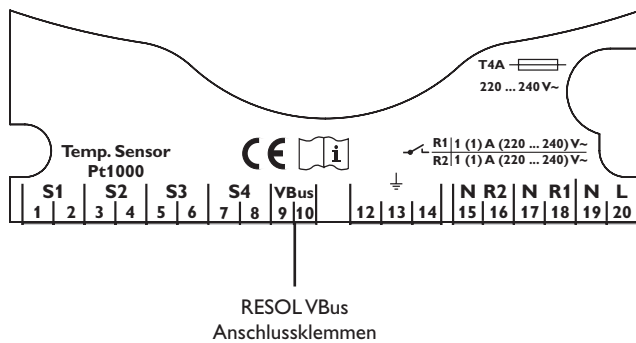 T4A
220 ... 240 V~
Temp. Sensor
Pt1000
CE
i
R1 1 (1) A (220 ... 240) V~
R2 1 (1) A (220 ... 240) V~
S1 S2 S3 S4 VBus N R2 N R1 N L
1 2 3 4 5 6 7 8 9 10 12 13 14 15 16 17 18 19 20
RESOL VBus
Anschlussklemmen